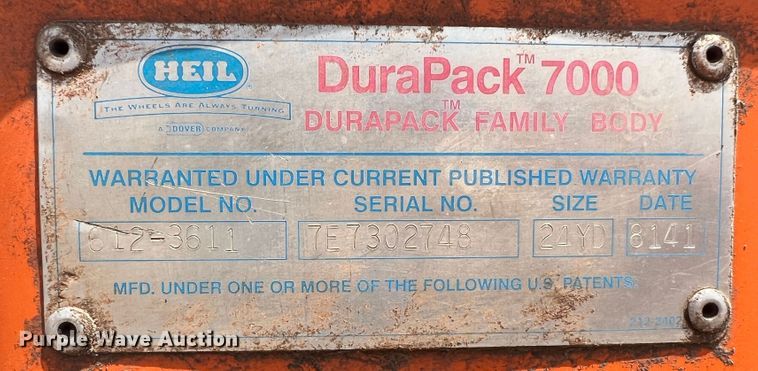 HEIL®
THE WHEELS ARE ALWAYS TURNING
A DOVER COMPANY
DuraPack™ 7000
DURAPACK™ FAMILY BODY
WARRANTED UNDER CURRENT PUBLISHED WARRANTY
MODEL NO. SERIAL NO. SIZE DATE
612-3611 7E7302748 24YD 8141
MFD. UNDER ONE OR MORE OF THE FOLLOWING U.S. PATENTS
Purple Wave Auction